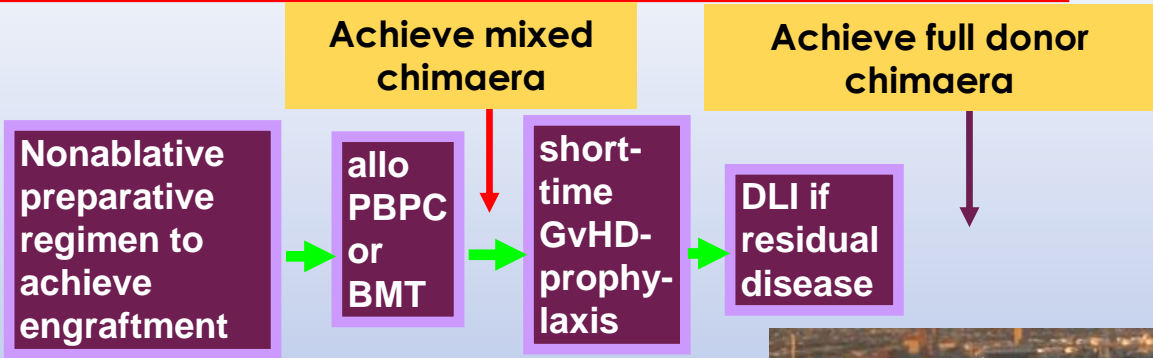 Achieve mixed
chimaera
Achieve full donor
chimaera
Nonablative
preparative
regimen to
achieve
engraftment
allo
PBPC
or
BMT
short-
time
GvHD-
prophy-
laxis
DLI if
residual
disease